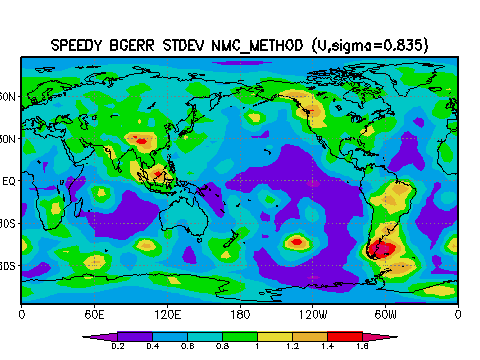 SPEEDY BGERR STDEV NMC_METHOD (U,sigma=0.835)
60N
30N
EQ
30S
60S
0 60E 120E 180 120W 60W 0
0.2 0.4 0.6 0.8 1 1.2 1.4 1.6